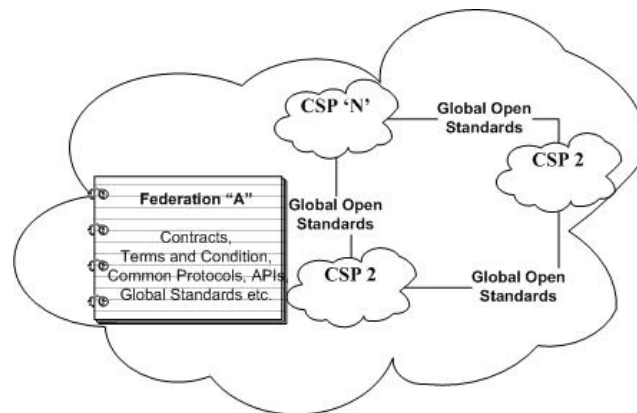 CSP ‘N’
Global Open
Standards
CSP 2
Global Open
Standards
Federation “A”
Contracts,
Terms and Condition,
Common Protocols, APIs,
Global Standards etc.
CSP 2
Global Open
Standards